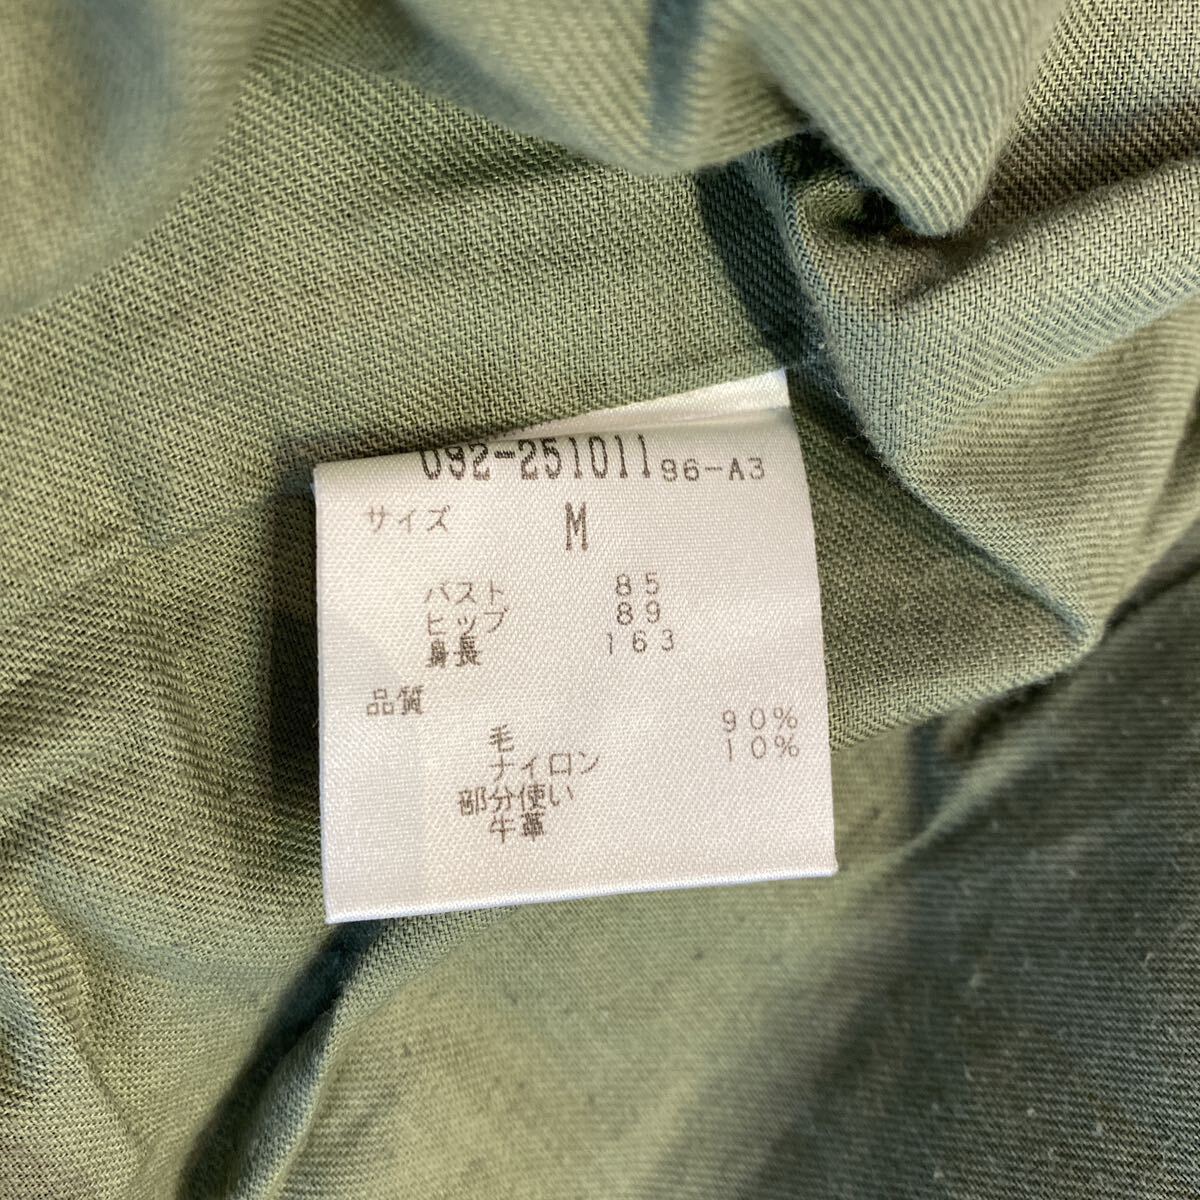 092-251011 96-A3
サイズ M
バスト 85
ヒップ 89
身長 163
品質
毛 90%
ナイロン 10%
部分使い
牛革